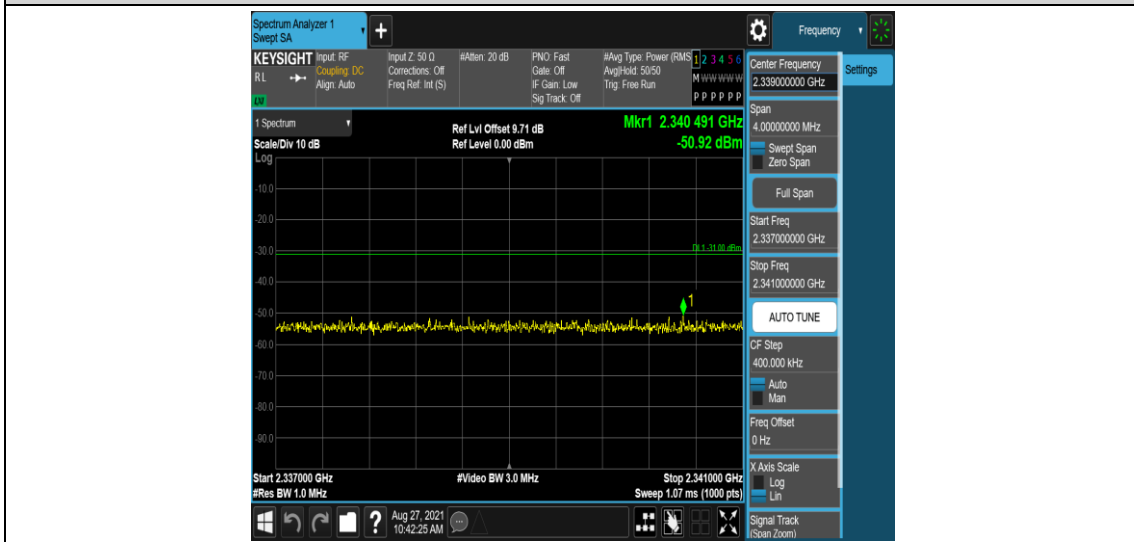 Spectrum Analyzer 1
Swept SA
+
Frequency
KEYSIGHT
RL
LXI
Input: RF
Coupling: DC
Align: Auto
Input Z: 50 Ω
Corrections: Off
Freq Ref: Int (S)
#Atten: 20 dB
PNO: Fast
Gate: Off
IF Gain: Low
Sig Track: Off
#Avg Type: Power (RMS
Avg|Hold: 50/50
Trig: Free Run
1 2 3 4 5 6
M W W W W W
P P P P P P
1 Spectrum
Scale/Div 10 dB
Log
Ref Lvl Offset 9.71 dB
Ref Level 0.00 dBm
Mkr1 2.340 491 GHz
-50.92 dBm
-10.0
-20.0
-30.0
DL1 -31.00 dBm
-40.0
1
-50.0
-60.0
-70.0
-80.0
-90.0
Start 2.337000 GHz
#Res BW 1.0 MHz
#Video BW 3.0 MHz
Stop 2.341000 GHz
Sweep 1.07 ms (1000 pts)
Center Frequency
2.339000000 GHz
Settings
Span
4.00000000 MHz
Swept Span
Zero Span
Full Span
Start Freq
2.337000000 GHz
Stop Freq
2.341000000 GHz
AUTO TUNE
CF Step
400.000 kHz
Auto
Man
Freq Offset
0 Hz
X Axis Scale
Log
Lin
Signal Track
(Span Zoom)
?
Aug 27, 2021
10:42:25 AM